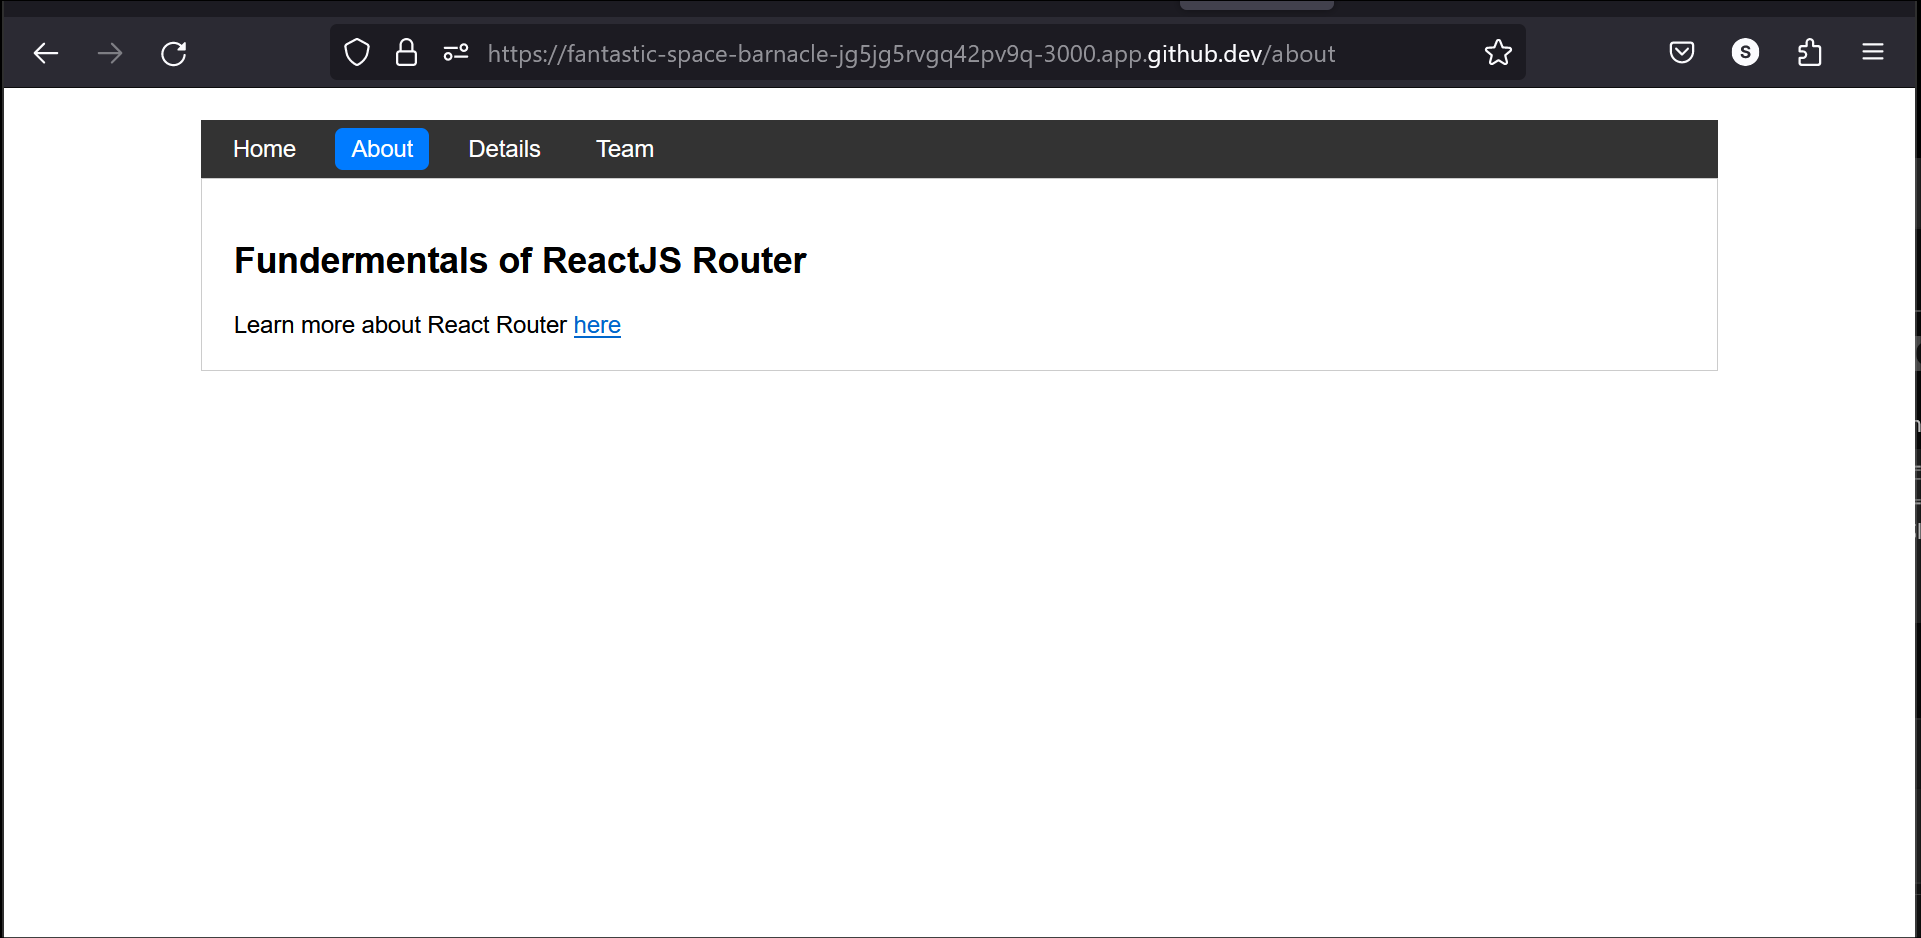 https://fantastic-space-barnacle-jg5jg5rvgq42pv9q-3000.app.github.dev/about
S
Home About Details Team
Fundermentals of ReactJS Router
Learn more about React Router here